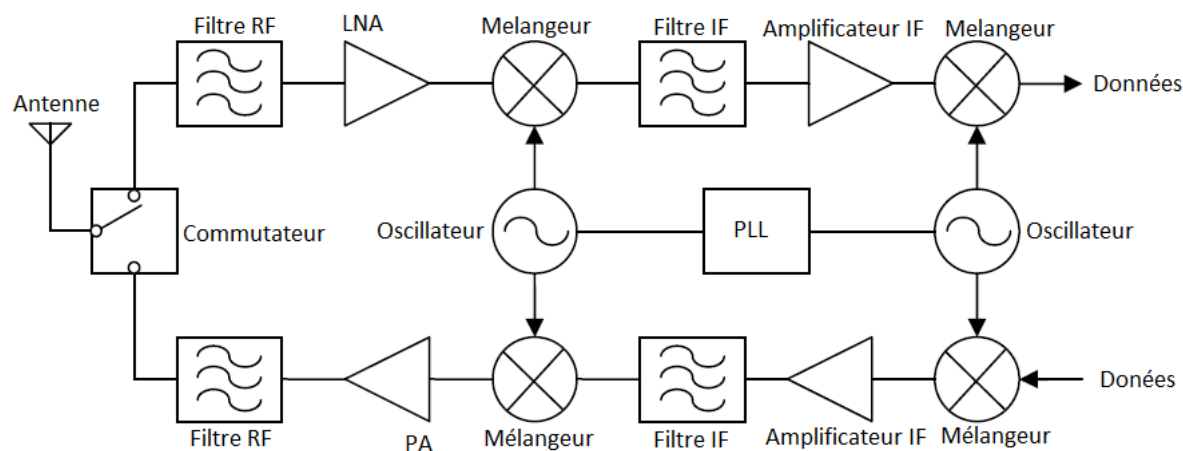 Filtre RF
LNA
Melangeur
Filtre IF
Amplificateur IF
Melangeur
Antenne
Données
Commutateur
Oscillateur
PLL
Oscillateur
Donées
Filtre RF
PA
Mélangeur
Filtre IF
Amplificateur IF
Mélangeur